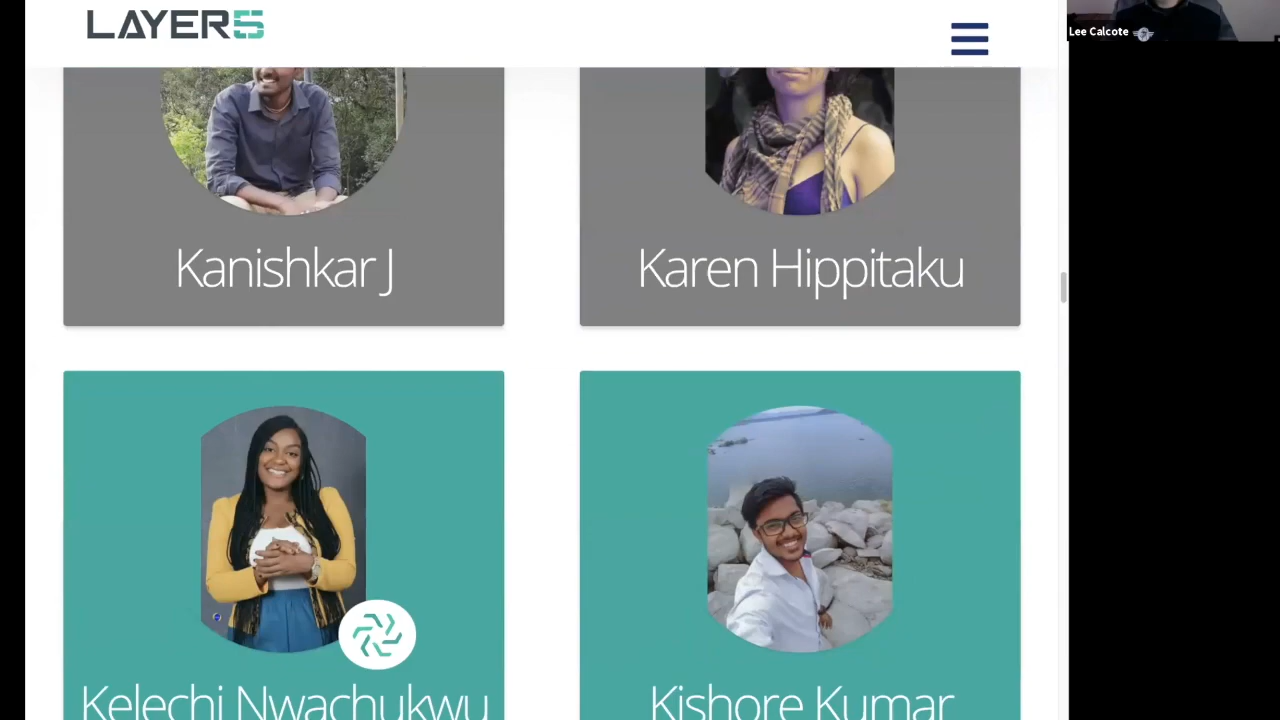 LAYER5
Lee Calcote
Kanishkar J
Karen Hippitaku
Kelechi Nwachukwu
Kishore Kumar